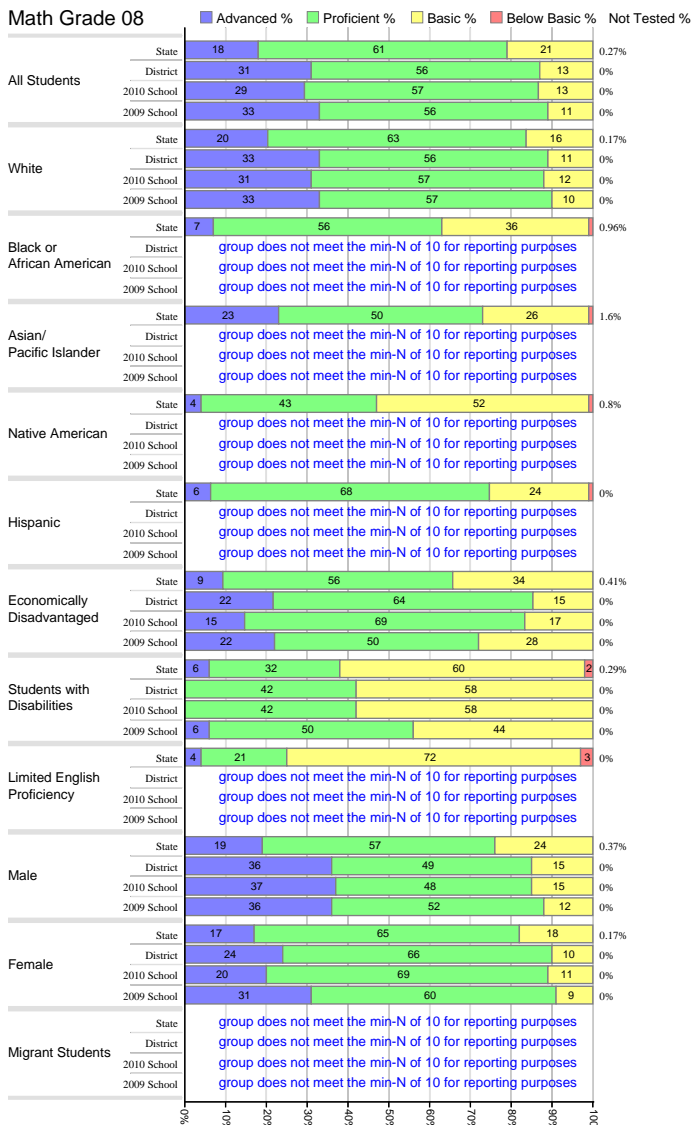 Math Grade 08
Advanced % Proficient % Basic % Below Basic % Not Tested %
All Students
State 18 61 21 0.27%
District 31 56 13 0%
2010 School 29 57 13 0%
2009 School 33 56 11 0%
White
State 20 63 16 0.17%
District 33 56 11 0%
2010 School 31 57 12 0%
2009 School 33 57 10 0%
Black or
African American
State 7 56 36 0.96%
District group does not meet the min-N of 10 for reporting purposes
2010 School group does not meet the min-N of 10 for reporting purposes
2009 School group does not meet the min-N of 10 for reporting purposes
Asian/
Pacific Islander
State 23 50 26 1.6%
District group does not meet the min-N of 10 for reporting purposes
2010 School group does not meet the min-N of 10 for reporting purposes
2009 School group does not meet the min-N of 10 for reporting purposes
Native American
State 4 43 52 0.8%
District group does not meet the min-N of 10 for reporting purposes
2010 School group does not meet the min-N of 10 for reporting purposes
2009 School group does not meet the min-N of 10 for reporting purposes
Hispanic
State 6 68 24 0%
District group does not meet the min-N of 10 for reporting purposes
2010 School group does not meet the min-N of 10 for reporting purposes
2009 School group does not meet the min-N of 10 for reporting purposes
Economically
Disadvantaged
State 9 56 34 0.41%
District 22 64 15 0%
2010 School 15 69 17 0%
2009 School 22 50 28 0%
Students with
Disabilities
State 6 32 60 2 0.29%
District 42 58 0%
2010 School 42 58 0%
2009 School 6 50 44 0%
Limited English
Proficiency
State 4 21 72 3 0%
District group does not meet the min-N of 10 for reporting purposes
2010 School group does not meet the min-N of 10 for reporting purposes
2009 School group does not meet the min-N of 10 for reporting purposes
Male
State 19 57 24 0.37%
District 36 49 15 0%
2010 School 37 48 15 0%
2009 School 36 52 12 0%
Female
State 17 65 18 0.17%
District 24 66 10 0%
2010 School 20 69 11 0%
2009 School 31 60 9 0%
Migrant Students
State group does not meet the min-N of 10 for reporting purposes
District group does not meet the min-N of 10 for reporting purposes
2010 School group does not meet the min-N of 10 for reporting purposes
2009 School group does not meet the min-N of 10 for reporting purposes
0% 10% 20% 30% 40% 50% 60% 70% 80% 90%